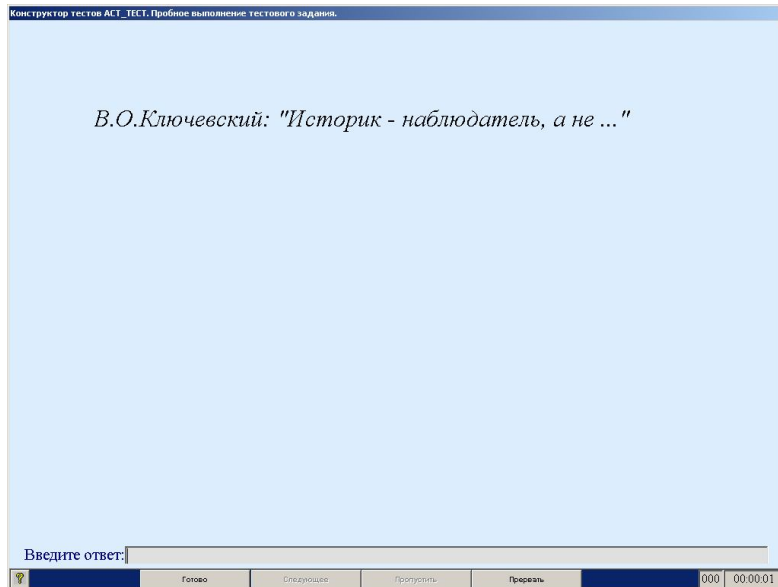 Конструктор тестов АСТ_ТЕСТ. Пробное выполнение тестового задания.
В.О.Ключевский: "Историк - наблюдатель, а не ..."
Введите ответ:
? Готово Следующее Пропустить Прервать 000 00:00:01